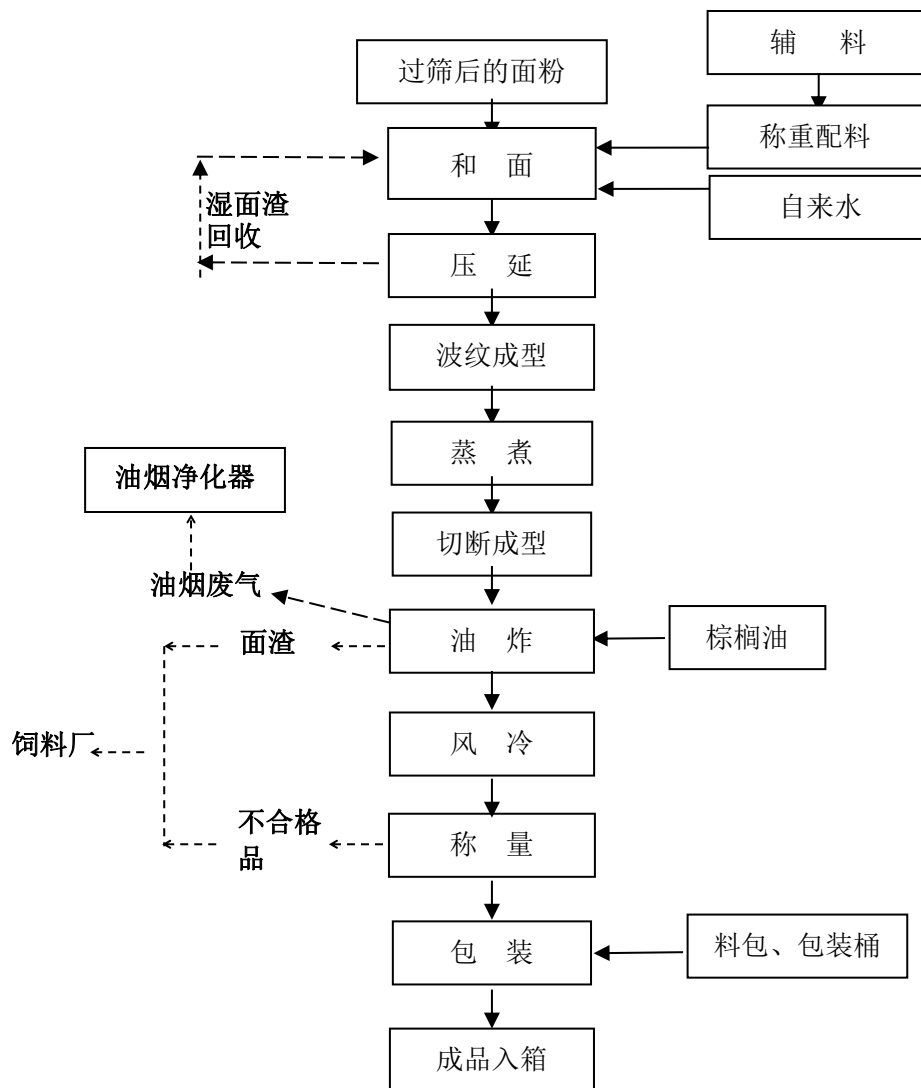 辅 料
过筛后的面粉
称重配料
和 面
自来水
湿面渣
回收
压 延
波纹成型
蒸 煮
油烟净化器
切断成型
油烟废气
油 炸
棕榈油
面渣
风 冷
饲料厂
不合格
品
称 量
包 装
料包、包装桶
成品入箱